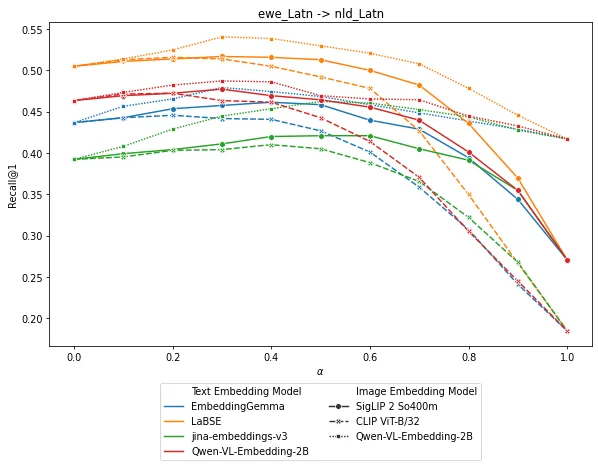 ewe_Latn -> nld_Latn
Recall@1
0.55
0.50
0.45
0.40
0.35
0.30
0.25
0.20
0.0 0.2 0.4 0.6 0.8 1.0
α
Text Embedding Model Image Embedding Model
EmbeddingGemma SigLIP 2 So400m
LaBSE CLIP ViT-B/32
jina-embeddings-v3 Qwen-VL-Embedding-2B
Qwen-VL-Embedding-2B